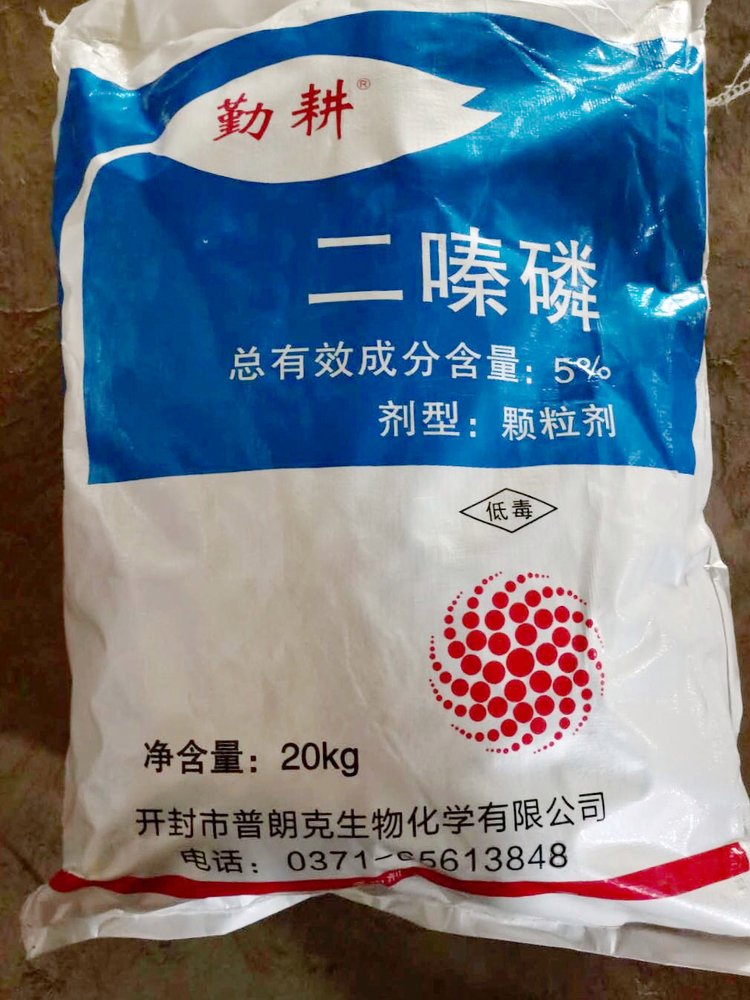 勤耕®
二嗪磷
总有效成分含量：5%
剂型：颗粒剂
低毒
净含量：20kg
开封市普朗克生物化学有限公司
电话：0371-65613848